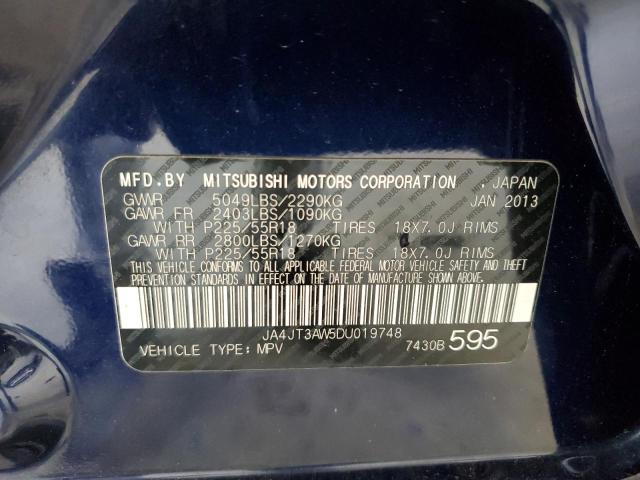 MFD.BY MITSUBISHI MOTORS CORPORATION . JAPAN
GVWR 5049LBS/2290KG JAN 2013
GAWR FR 2403LBS/1090KG
WITH P225/55R18 TIRES 18X7.0J RIMS
GAWR RR 2800LBS/1270KG
WITH P225/55R18 TIRES 18X7.0J RIMS
THIS VEHICLE CONFORMS TO ALL APPLICABLE FEDERAL MOTOR VEHICLE SAFETY AND THEFT
PREVENTION STANDARDS IN EFFECT ON THE DATE OF MANUFACTURE SHOWN ABOVE.
JA4JT3AW5DU019748
VEHICLE TYPE:MPV 7430B 595